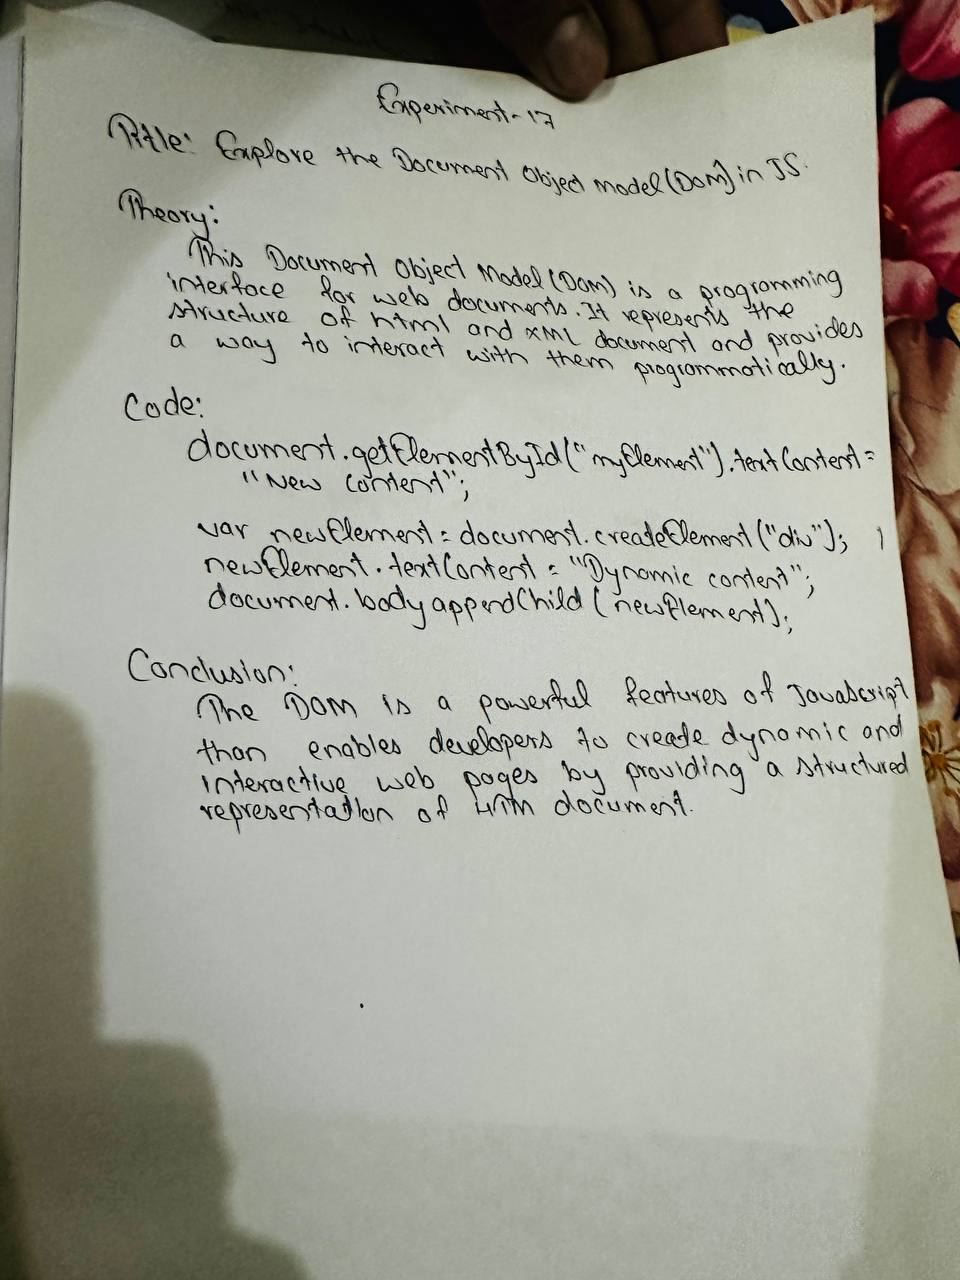 Experiment-17
Title: Explore the Document Object Model (DOM) in JS.
Theory:
This Document Object Model (DOM) is a programming
interface for web documents. It represents the
structure of html and XML document and provides
a way to interact with them programmatically.
Code:
document.getElementById("myElement").textContent =
"New content";
var newElement = document.createElement("div");
newElement.textContent = "Dynamic content";
document.body appendChild (newElement);
Conclusion:
The DOM is a powerful features of JavaScript
than enables developers to create dynamic and
interactive web pages by providing a structured
representation of document.